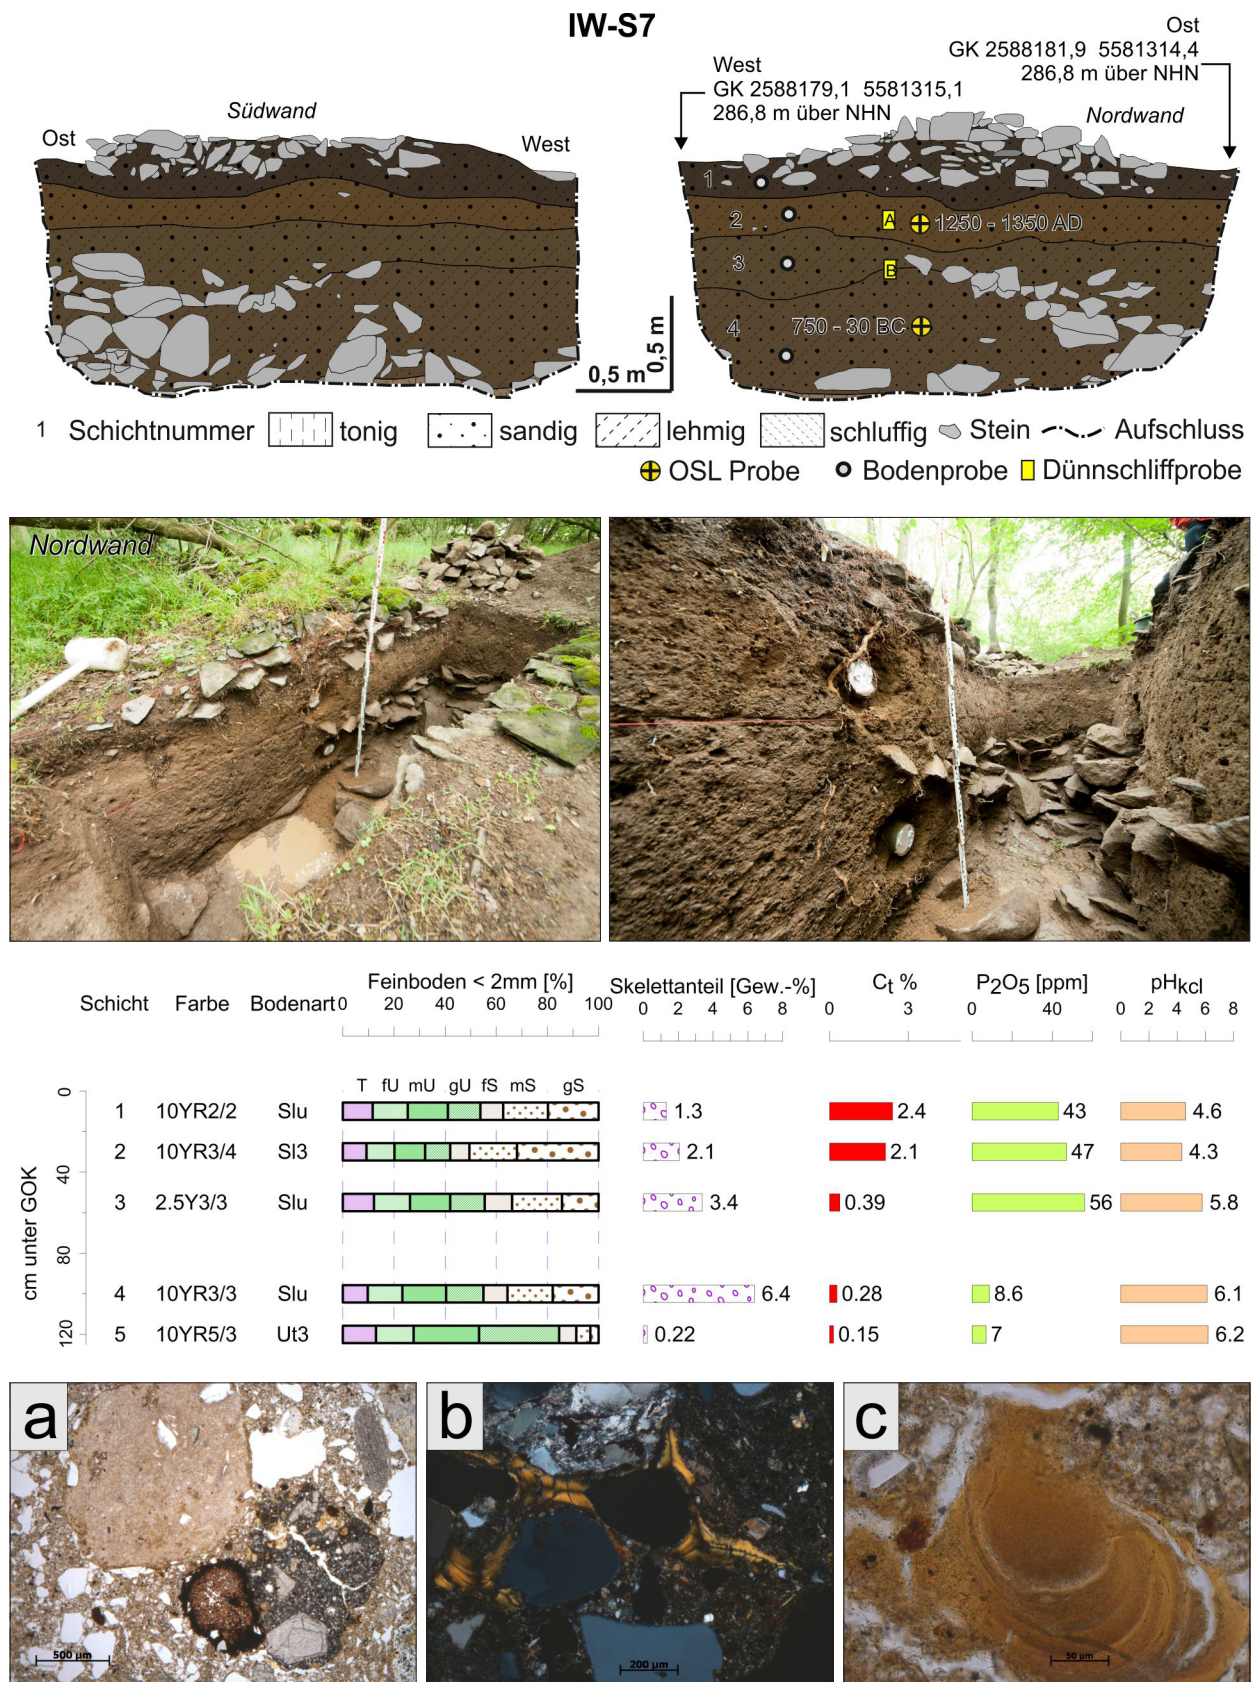 IW-S7
Südwand
Ost
West
West
GK 2588179,1 5581315,1
286,8 m über NHN
Ost
GK 2588181,9 5581314,4
286,8 m über NHN
Nordwand
1
2
A
1250 - 1350 AD
3
B
4
750 - 30 BC
0,5 m
0,5 m
1 Schichtnummer tonig sandig lehmig schluffig Stein Aufschluss
OSL Probe Bodenprobe Dünnschliffprobe
Nordwand
Schicht Farbe Bodenart Feinboden < 2mm [%] Skelettanteil [Gew.-%] Ct % P2O5 [ppm] pHkcl
0 20 40 60 80 100 0 2 4 6 8 0 3 0 40 0 2 4 6 8
T fU mU gU fS mS gS
1 10YR2/2 Slu 1.3 2.4 43 4.6
2 10YR3/4 Sl3 2.1 2.1 47 4.3
3 2.5Y3/3 Slu 3.4 0.39 56 5.8
4 10YR3/3 Slu 6.4 0.28 8.6 6.1
5 10YR5/3 Ut3 0.22 0.15 7 6.2
cm unter GOK
0
40
80
120
a
500 µm
b
200 µm
c
50 µm